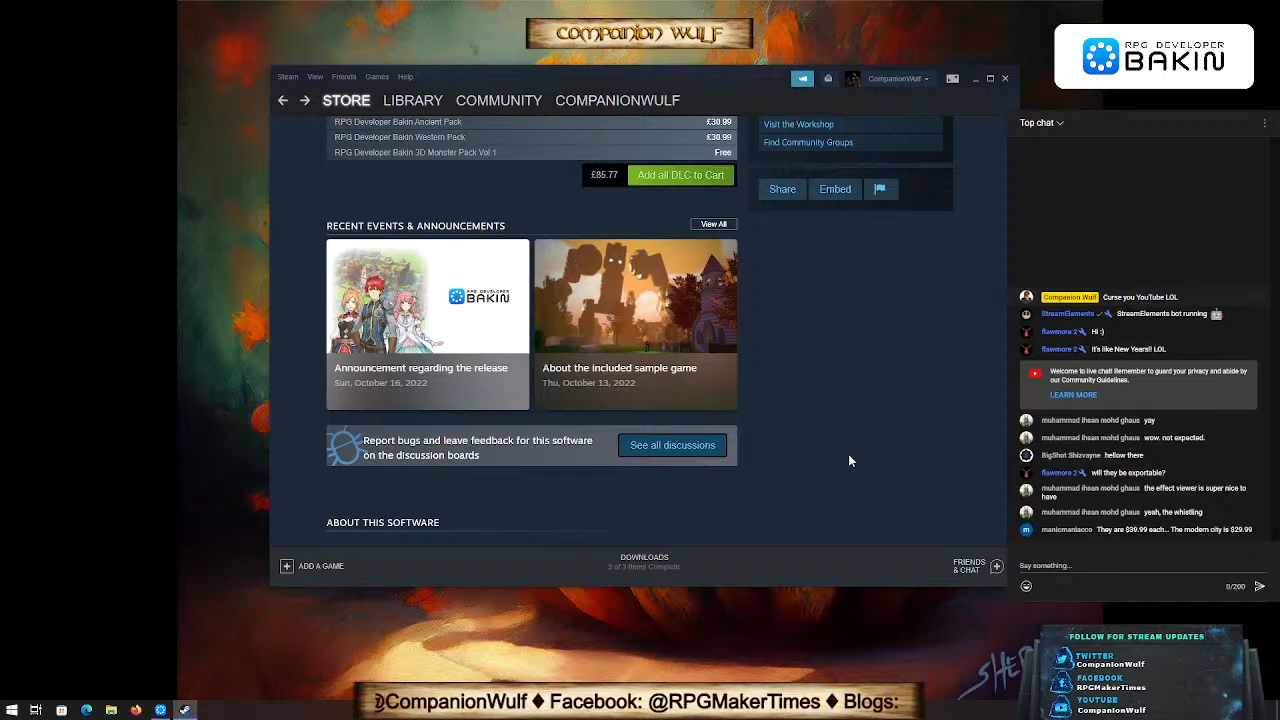 COMPANION WULF
RPG DEVELOPER
BAKIN
Steam View Friends Games Help
CompanionWulf
STORE LIBRARY COMMUNITY COMPANIONWULF
RPG Developer Bakin Ancient Pack £30.99
RPG Developer Bakin Western Pack £30.99
RPG Developer Bakin 3D Monster Pack Vol.1 Free
£85.77 Add all DLC to Cart
Visit the Workshop
Find Community Groups
Share Embed
RECENT EVENTS & ANNOUNCEMENTS View All
RPG DEVELOPER
BAKIN
Announcement regarding the release
Sun, October 16, 2022
About the included sample game
Thu, October 13, 2022
Report bugs and leave feedback for this software
on the discussion boards
See all discussions
ABOUT THIS SOFTWARE
ADD A GAME
DOWNLOADS
3 of 3 Items Complete
FRIENDS
& CHAT
Top chat
Companion Wulf Curse you YouTube LOL
StreamElements StreamElements bot running
flawmore 2 Hi :)
flawmore 2 It's like New Years!! LOL
Welcome to live chat! Remember to guard your privacy and abide by
our Community Guidelines.
LEARN MORE
muhammad ihsan mohd ghaus yay
muhammad ihsan mohd ghaus wow. not expected.
BigShot Shizvayne hellow there
flawmore 2 will they be exportable?
muhammad ihsan mohd ghaus the effect viewer is super nice to
have
muhammad ihsan mohd ghaus yeah, the whistling
m manicmaniacco They are $39.99 each... The modern city is $29.99
Say something...
0/200
SHER
FOLLOW FOR STREAM UPDATES
TWITTER
CompanionWulf
FACEBOOK
RPGMakerTimes
YOUTUBE
CompanionWulf
CompanionWulf ♦ Facebook: @RPGMakerTimes ♦ Blogs: